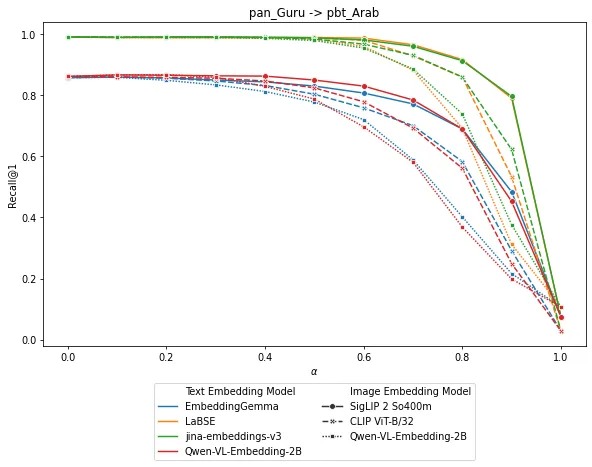 pan_Guru -> pbt_Arab
Recall@1
1.0
0.8
0.6
0.4
0.2
0.0
0.0 0.2 0.4 0.6 0.8 1.0
α
Text Embedding Model Image Embedding Model
EmbeddingGemma SigLIP 2 So400m
LaBSE CLIP ViT-B/32
jina-embeddings-v3 Qwen-VL-Embedding-2B
Qwen-VL-Embedding-2B